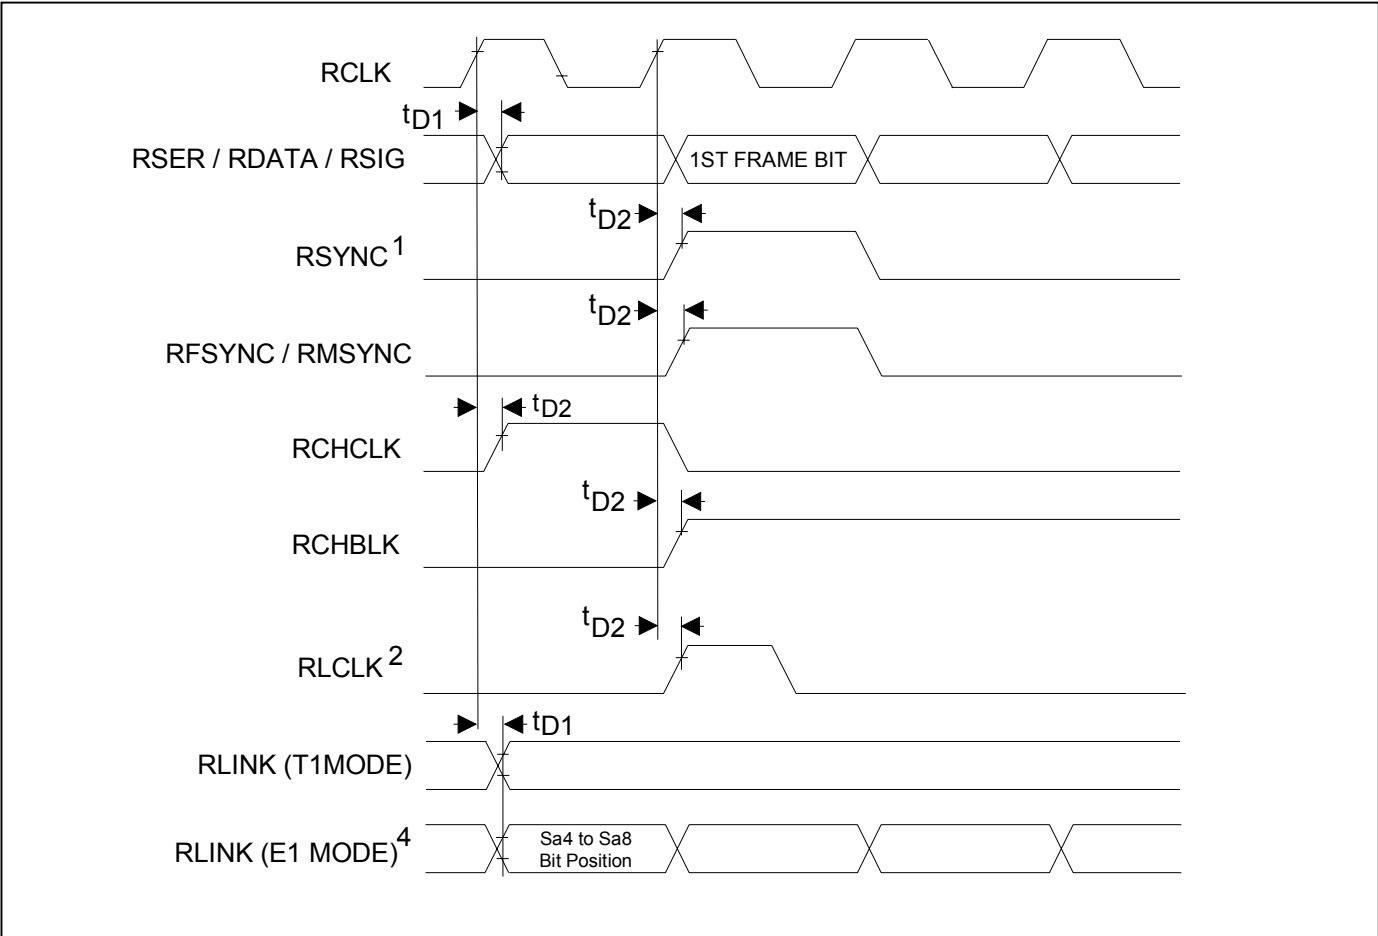 RCLK
tD1
RSER / RDATA / RSIG
1ST FRAME BIT
tD2
RSYNC 1
tD2
RFSYNC / RMSYNC
tD2
RCHCLK
tD2
RCHBLK
tD2
RLCLK 2
tD1
RLINK (T1MODE)
RLINK (E1 MODE)4
Sa4 to Sa8
Bit Position